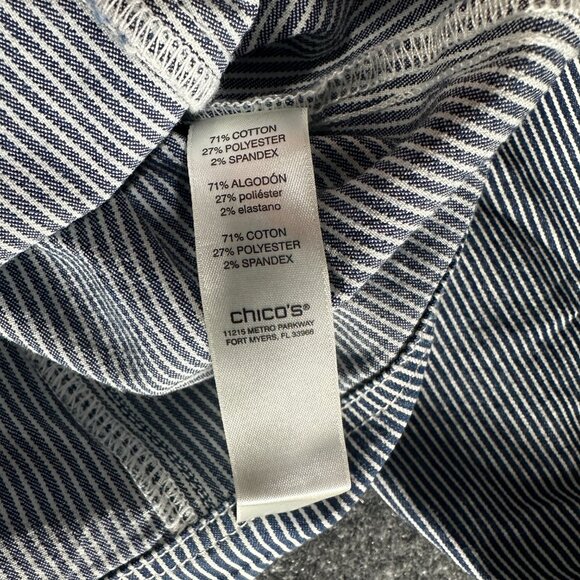 71% COTTON
27% POLYESTER
2% SPANDEX
71% ALGODÓN
27% poliéster
2% elastano
71% COTON
27% POLYESTER
2% SPANDEX
chico's®
11215 METRO PARKWAY
FORT MYERS, FL 33966